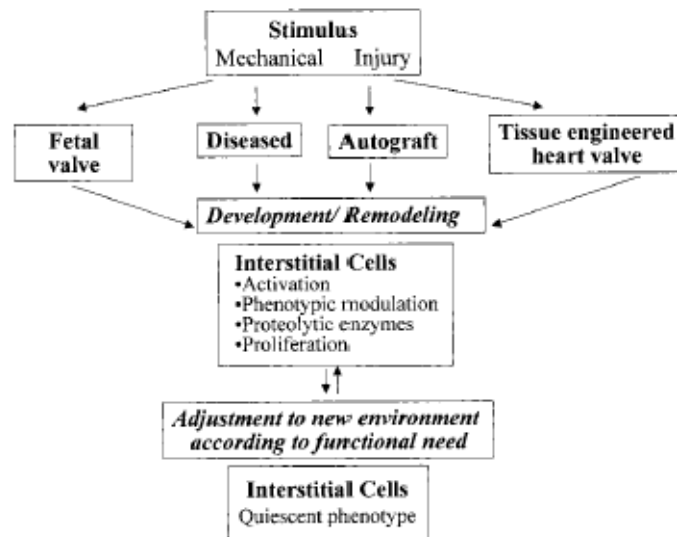 Stimulus
Mechanical Injury
Fetal
valve
Diseased
Autograft
Tissue engineered
heart valve
Development/ Remodeling
Interstitial Cells
•Activation
•Phenotypic modulation
•Proteolytic enzymes
•Proliferation
Adjustment to new environment
according to functional need
Interstitial Cells
Quiescent phenotype